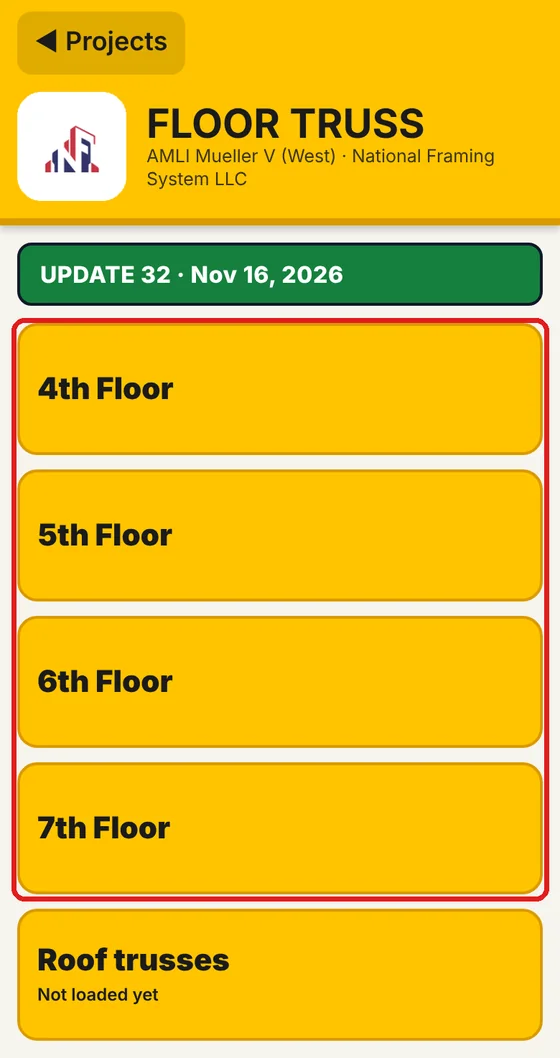 ◀ Projects
FLOOR TRUSS
AMLI Mueller V (West) · National Framing
System LLC
NF
UPDATE 32 · Nov 16, 2026
4th Floor
5th Floor
6th Floor
7th Floor
Roof trusses
Not loaded yet